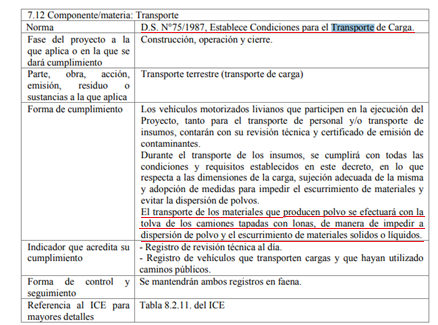 7.12 Componente/materia: Transporte
Norma
D.S. N°75/1987, Establece Condiciones para el Transporte de Carga.
Fase del proyecto a la
que aplica o en la que se
dará cumplimiento
Construcción, operación y cierre.
Parte, obra, acción,
emisión, residuo o
sustancias a la que aplica
Transporte terrestre (transporte de carga)
Forma de cumplimiento
Los vehículos motorizados livianos que participen en la ejecución del
Proyecto, tanto para el transporte de personal y/o transporte de
insumos, contarán con su revisión técnica y certificado de emisión de
contaminantes.
Durante el transporte de los insumos, se cumplirá con todas las
condiciones y requisitos establecidos en este decreto, en lo que
respecta a las dimensiones de la carga, sujeción adecuada de la misma
y adopción de medidas para impedir el escurrimiento de materiales y
evitar la dispersión de polvos.
El transporte de los materiales que producen polvo se efectuará con la
tolva de los camiones tapadas con lonas, de manera de impedir a
dispersión de polvo y el escurrimiento de materiales solidos o líquidos.
Indicador que acredita su
cumplimiento
- Registro de revisión técnica al día.
- Registro de vehículos que transporten cargas y que hayan utilizado
caminos públicos.
Forma de control y
seguimiento
Se mantendrán ambos registros en faena.
Referencia al ICE para
mayores detalles
Tabla 8.2.11. del ICE